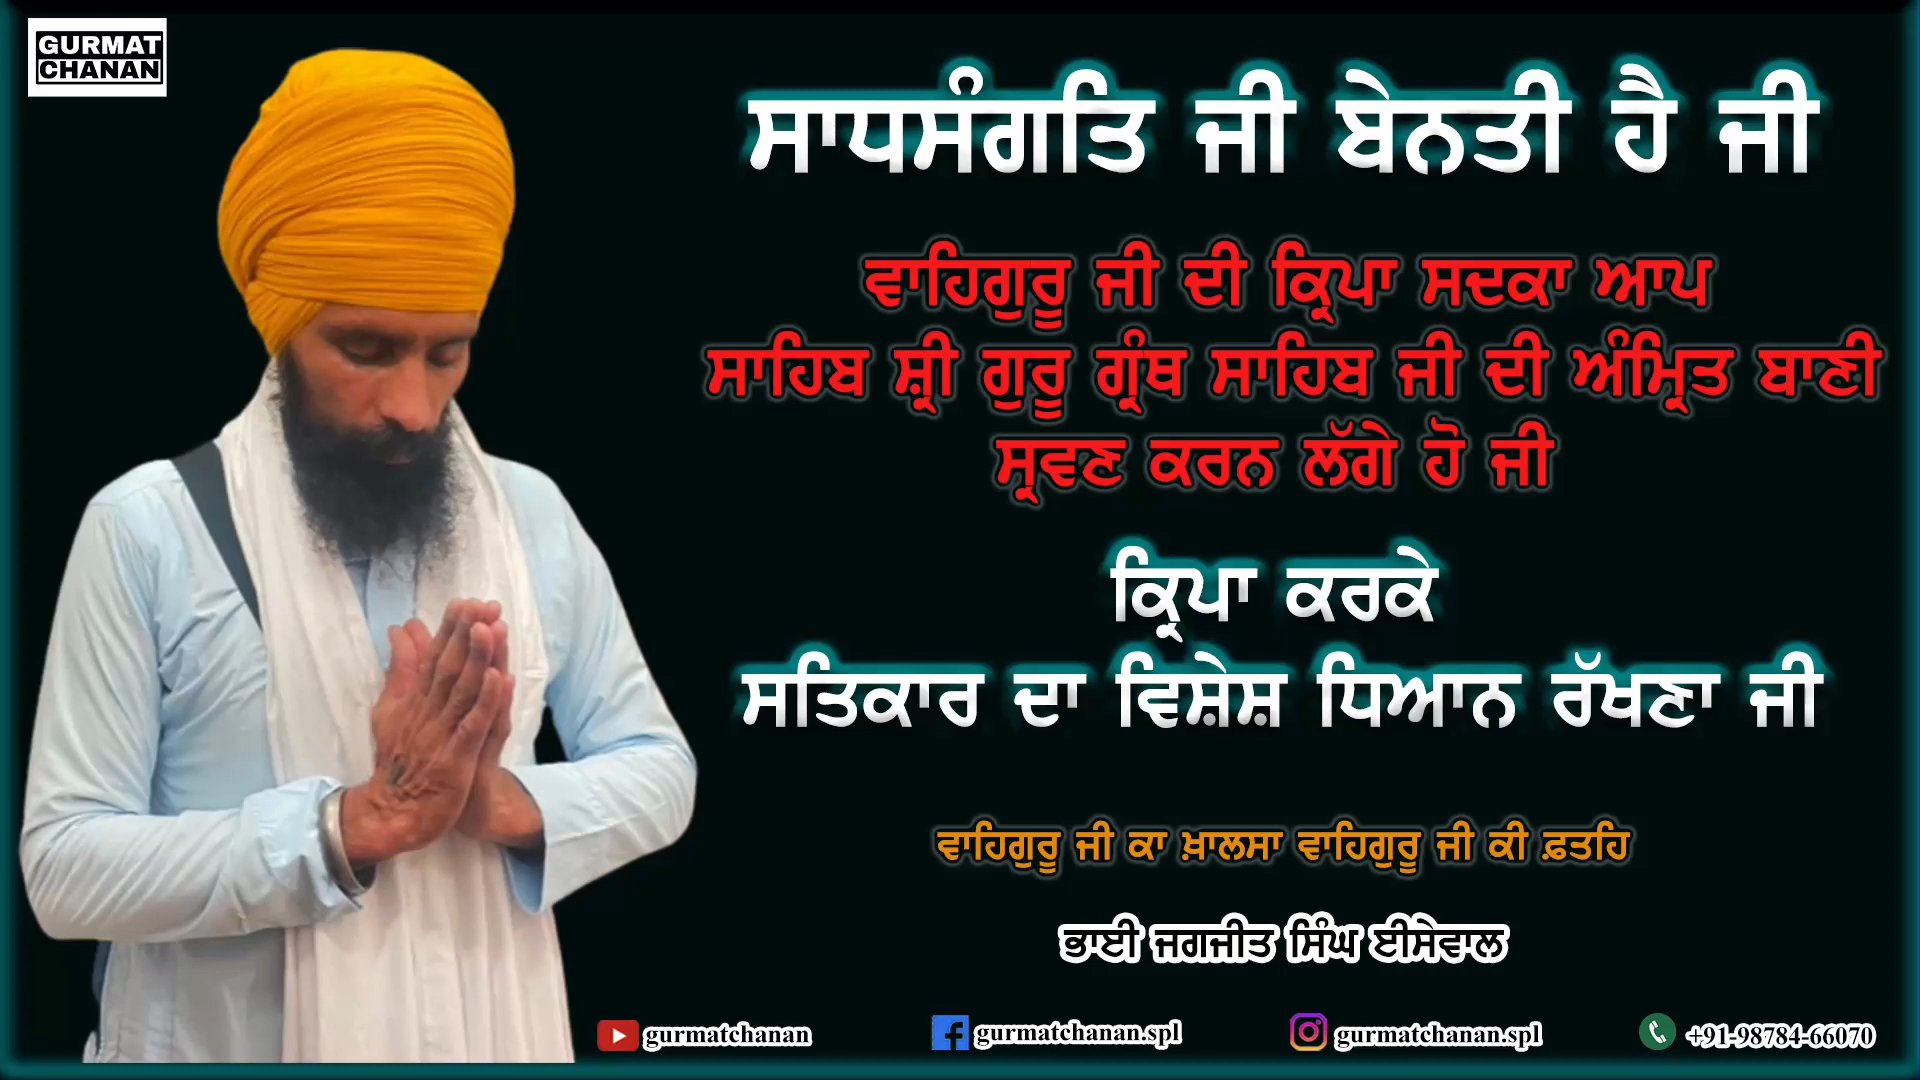 GURMAT
CHANAN
ਸਾਧਸੰਗਤਿ ਜੀ ਬੇਨਤੀ ਹੈ ਜੀ
ਵਾਹਿਗੁਰੂ ਜੀ ਦੀ ਕ੍ਰਿਪਾ ਸਦਕਾ ਆਪ
ਸਾਹਿਬ ਸ਼੍ਰੀ ਗੁਰੂ ਗ੍ਰੰਥ ਸਾਹਿਬ ਜੀ ਦੀ ਅੰਮ੍ਰਿਤ ਬਾਣੀ
ਸ੍ਰਵਣ ਕਰਨ ਲੱਗੇ ਹੋ ਜੀ
ਕ੍ਰਿਪਾ ਕਰਕੇ
ਸਤਿਕਾਰ ਦਾ ਵਿਸ਼ੇਸ਼ ਧਿਆਨ ਰੱਖਣਾ ਜੀ
ਵਾਹਿਗੁਰੂ ਜੀ ਕਾ ਖ਼ਾਲਸਾ ਵਾਹਿਗੁਰੂ ਜੀ ਕੀ ਫ਼ਤਹਿ
ਭਾਈ ਜਗਜੀਤ ਸਿੰਘ ਈਸੇਵਾਲ
gurmatchanan gurmatchanan.spl gurmatchanan.spl +91-98784-66070